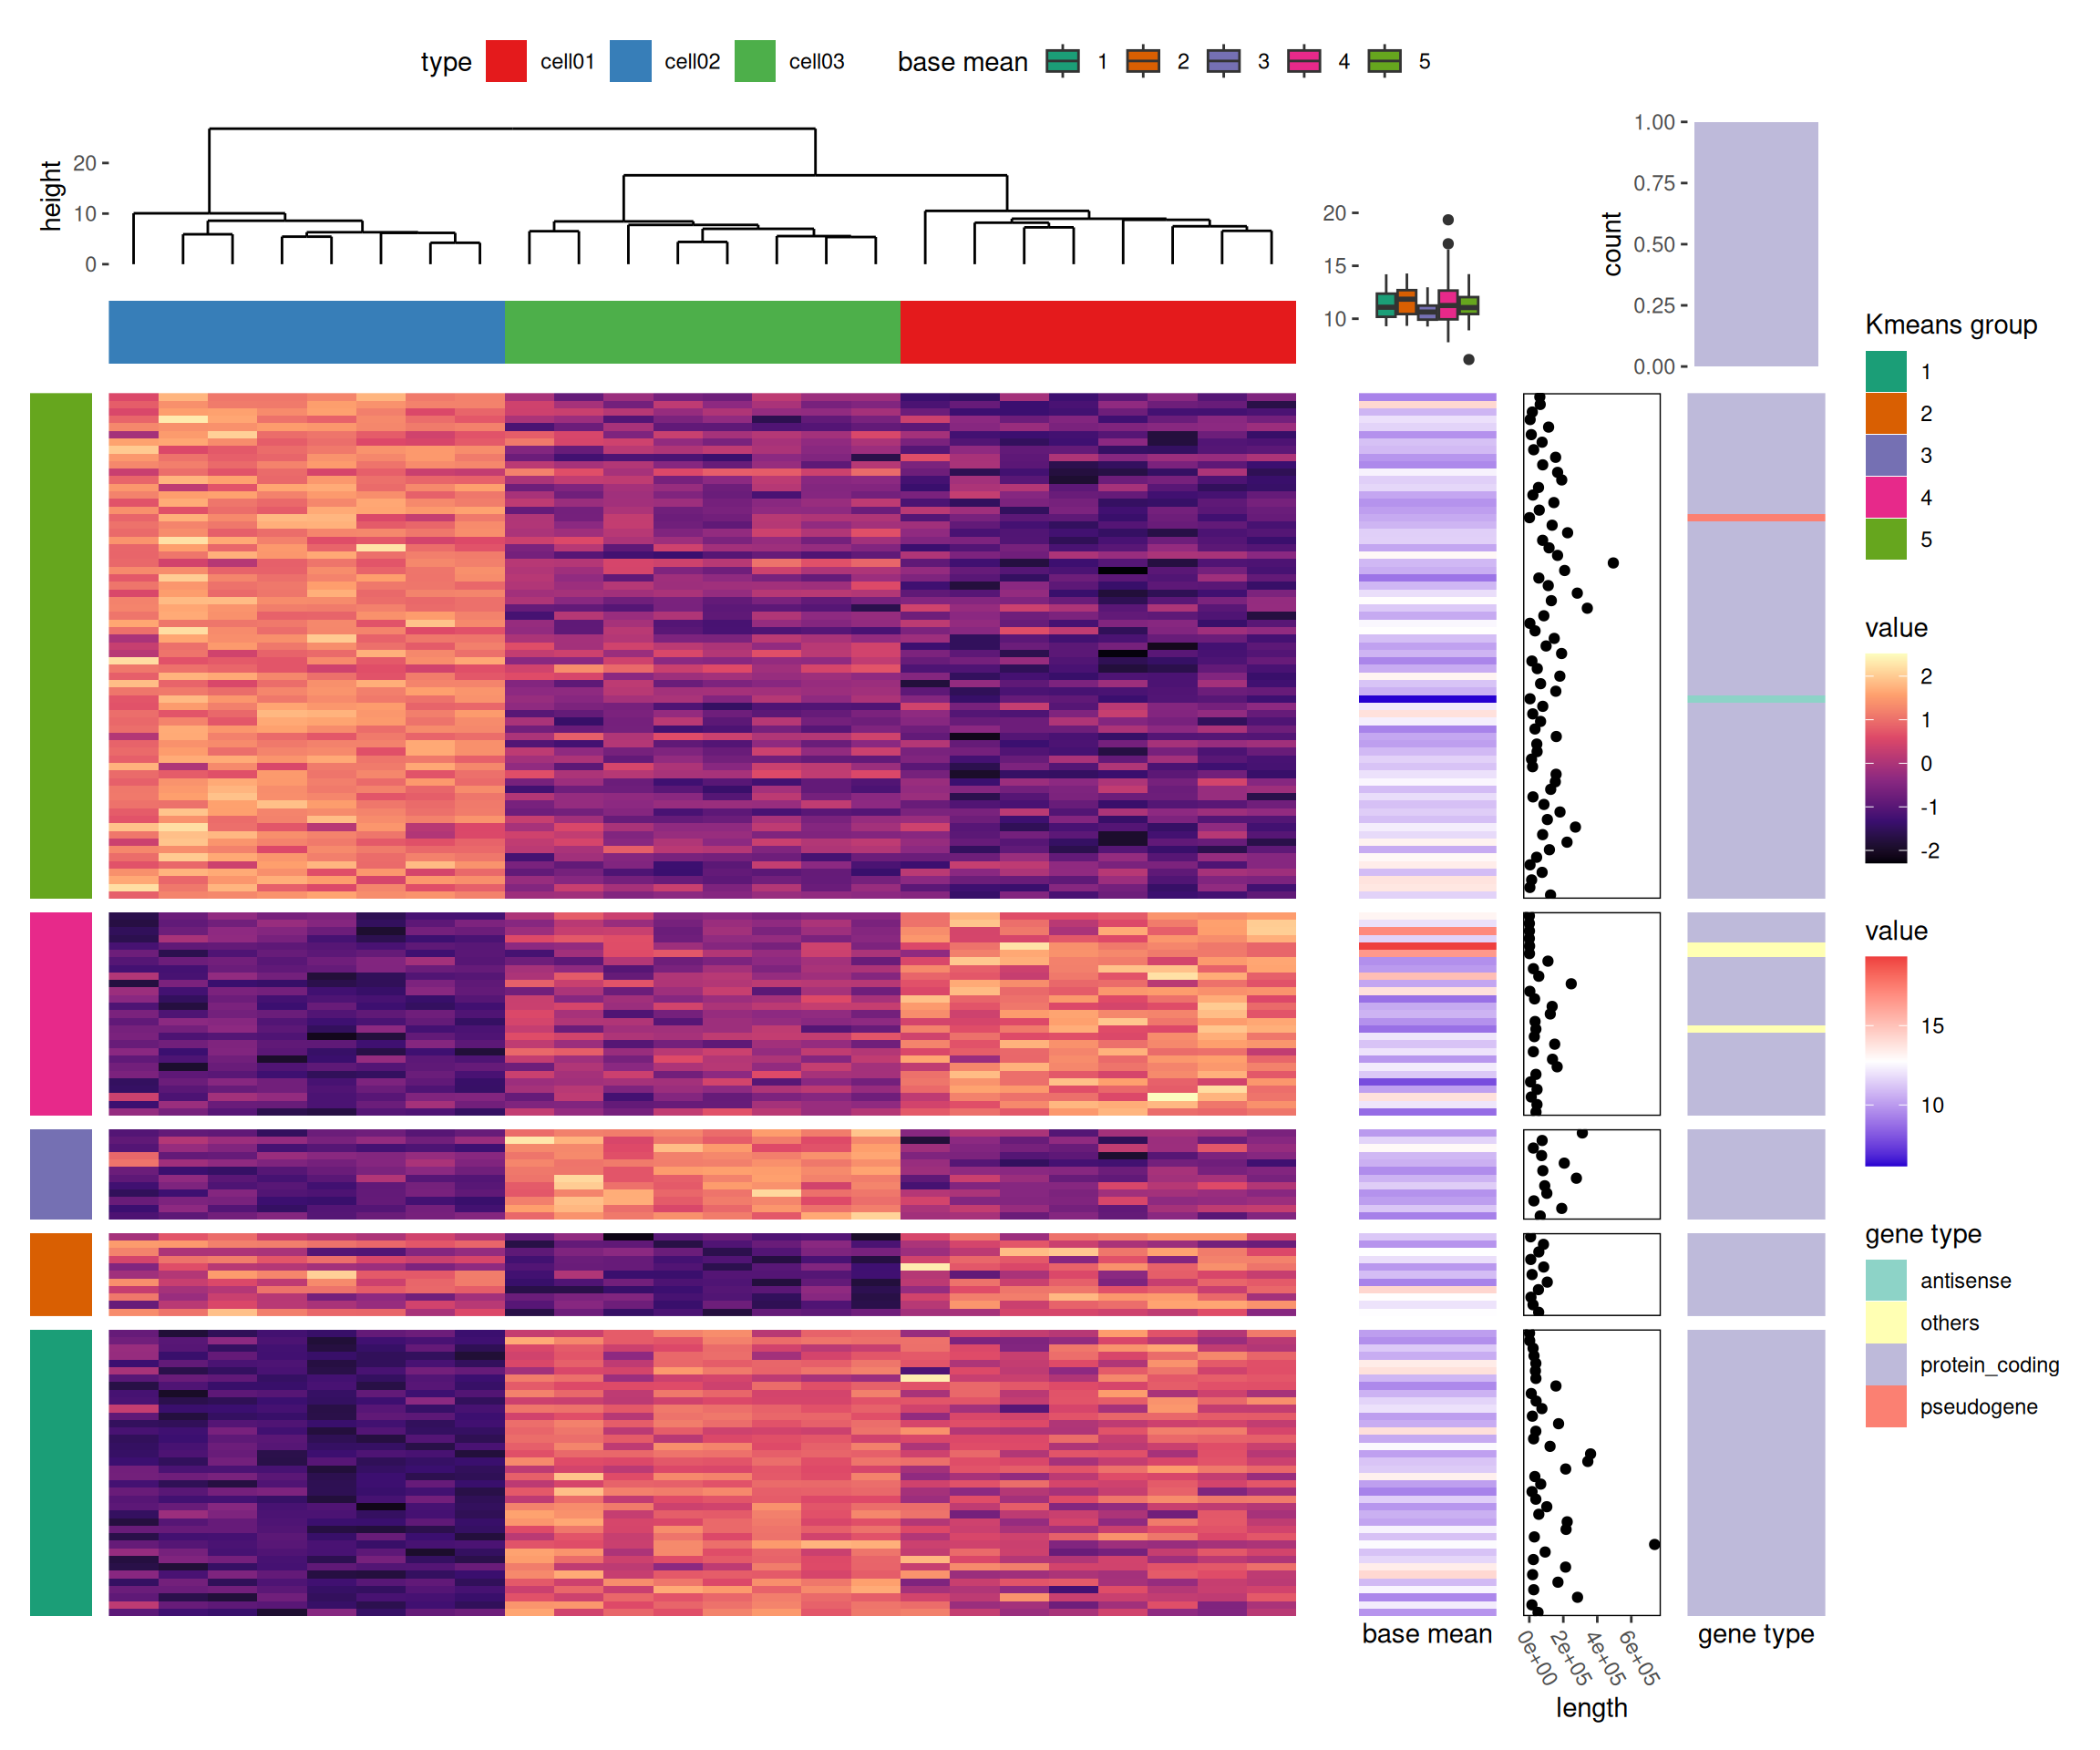 type cell01 cell02 cell03 base mean 1 2 3 4 5
height
20
10
0
20
15
10
count
1.00
0.75
0.50
0.25
0.00
Kmeans group
1
2
3
4
5
value
2
1
0
-1
-2
value
15
10
gene type
antisense
others
protein_coding
pseudogene
base mean
0e+00 2e+05 4e+05 6e+05
length
gene type